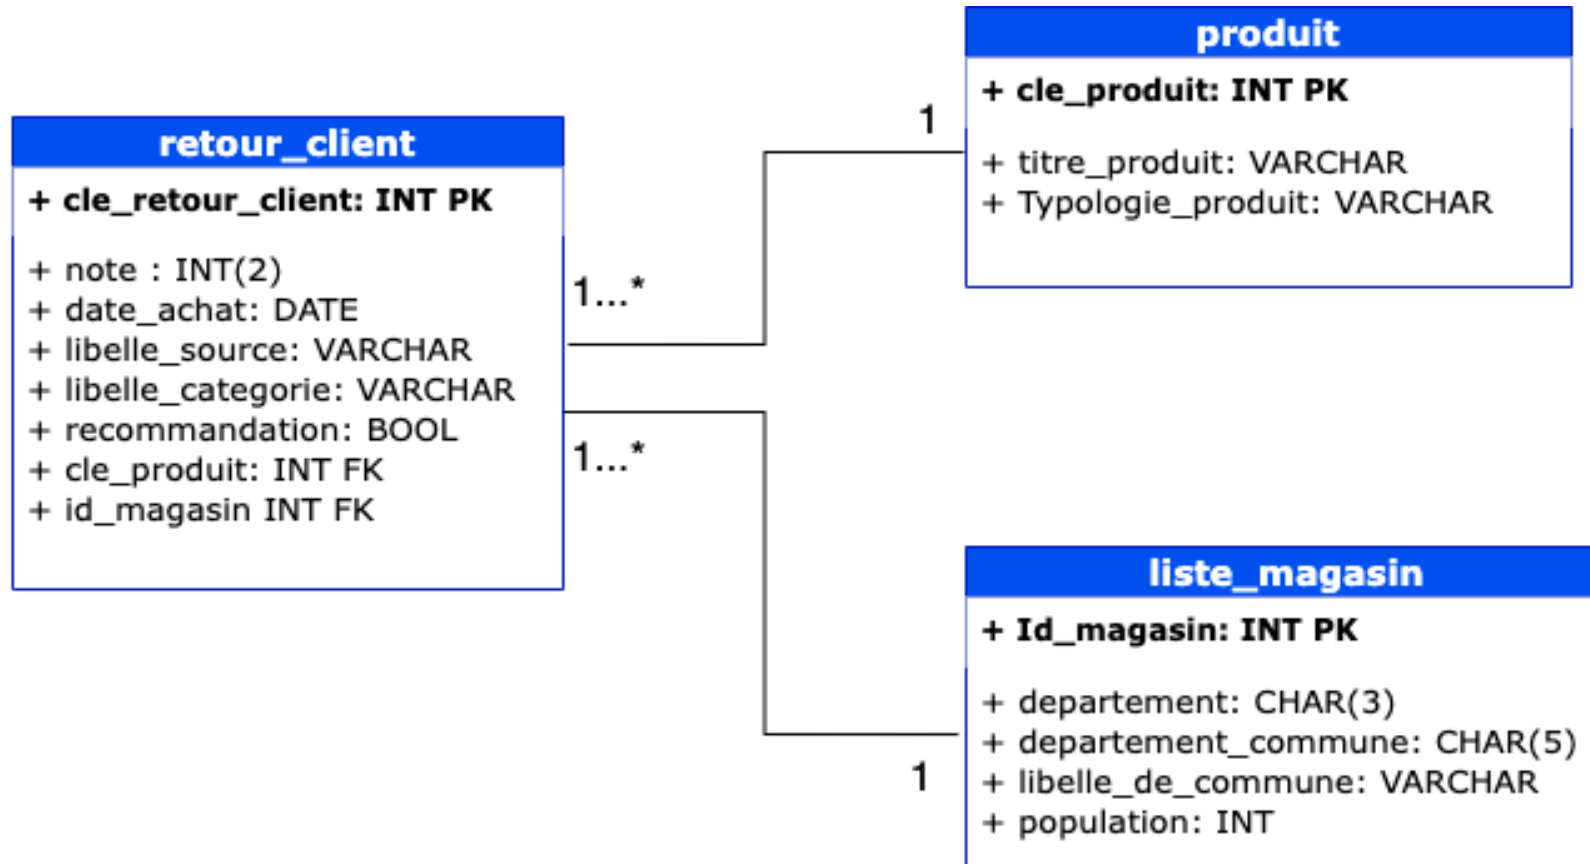 retour_client
+ cle_retour_client: INT PK
+ note : INT(2)
+ date_achat: DATE
+ libelle_source: VARCHAR
+ libelle_categorie: VARCHAR
+ recommandation: BOOL
+ cle_produit: INT FK
+ id_magasin INT FK
1...*
1...*
1
produit
+ cle_produit: INT PK
+ titre_produit: VARCHAR
+ Typologie_produit: VARCHAR
1
liste_magasin
+ Id_magasin: INT PK
+ departement: CHAR(3)
+ departement_commune: CHAR(5)
+ libelle_de_commune: VARCHAR
+ population: INT